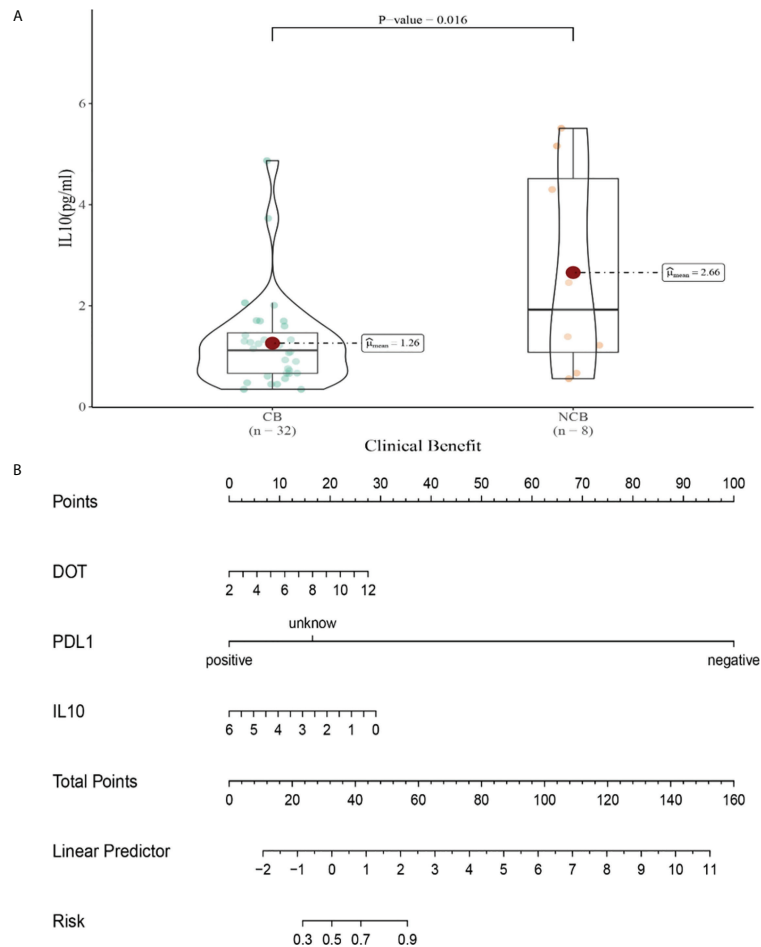 A
P-value - 0.016
IL10(pg/ml)
6
4
2
0
μ̂mean = 1.26
μ̂mean = 2.66
CB
(n - 32)
NCB
(n - 8)
Clinical Benefit
B
Points
0 10 20 30 40 50 60 70 80 90 100
DOT
2 4 6 8 10 12
PDL1
unknow
positive negative
IL10
6 5 4 3 2 1 0
Total Points
0 20 40 60 80 100 120 140 160
Linear Predictor
−2 −1 0 1 2 3 4 5 6 7 8 9 10 11
Risk
0.3 0.5 0.7 0.9